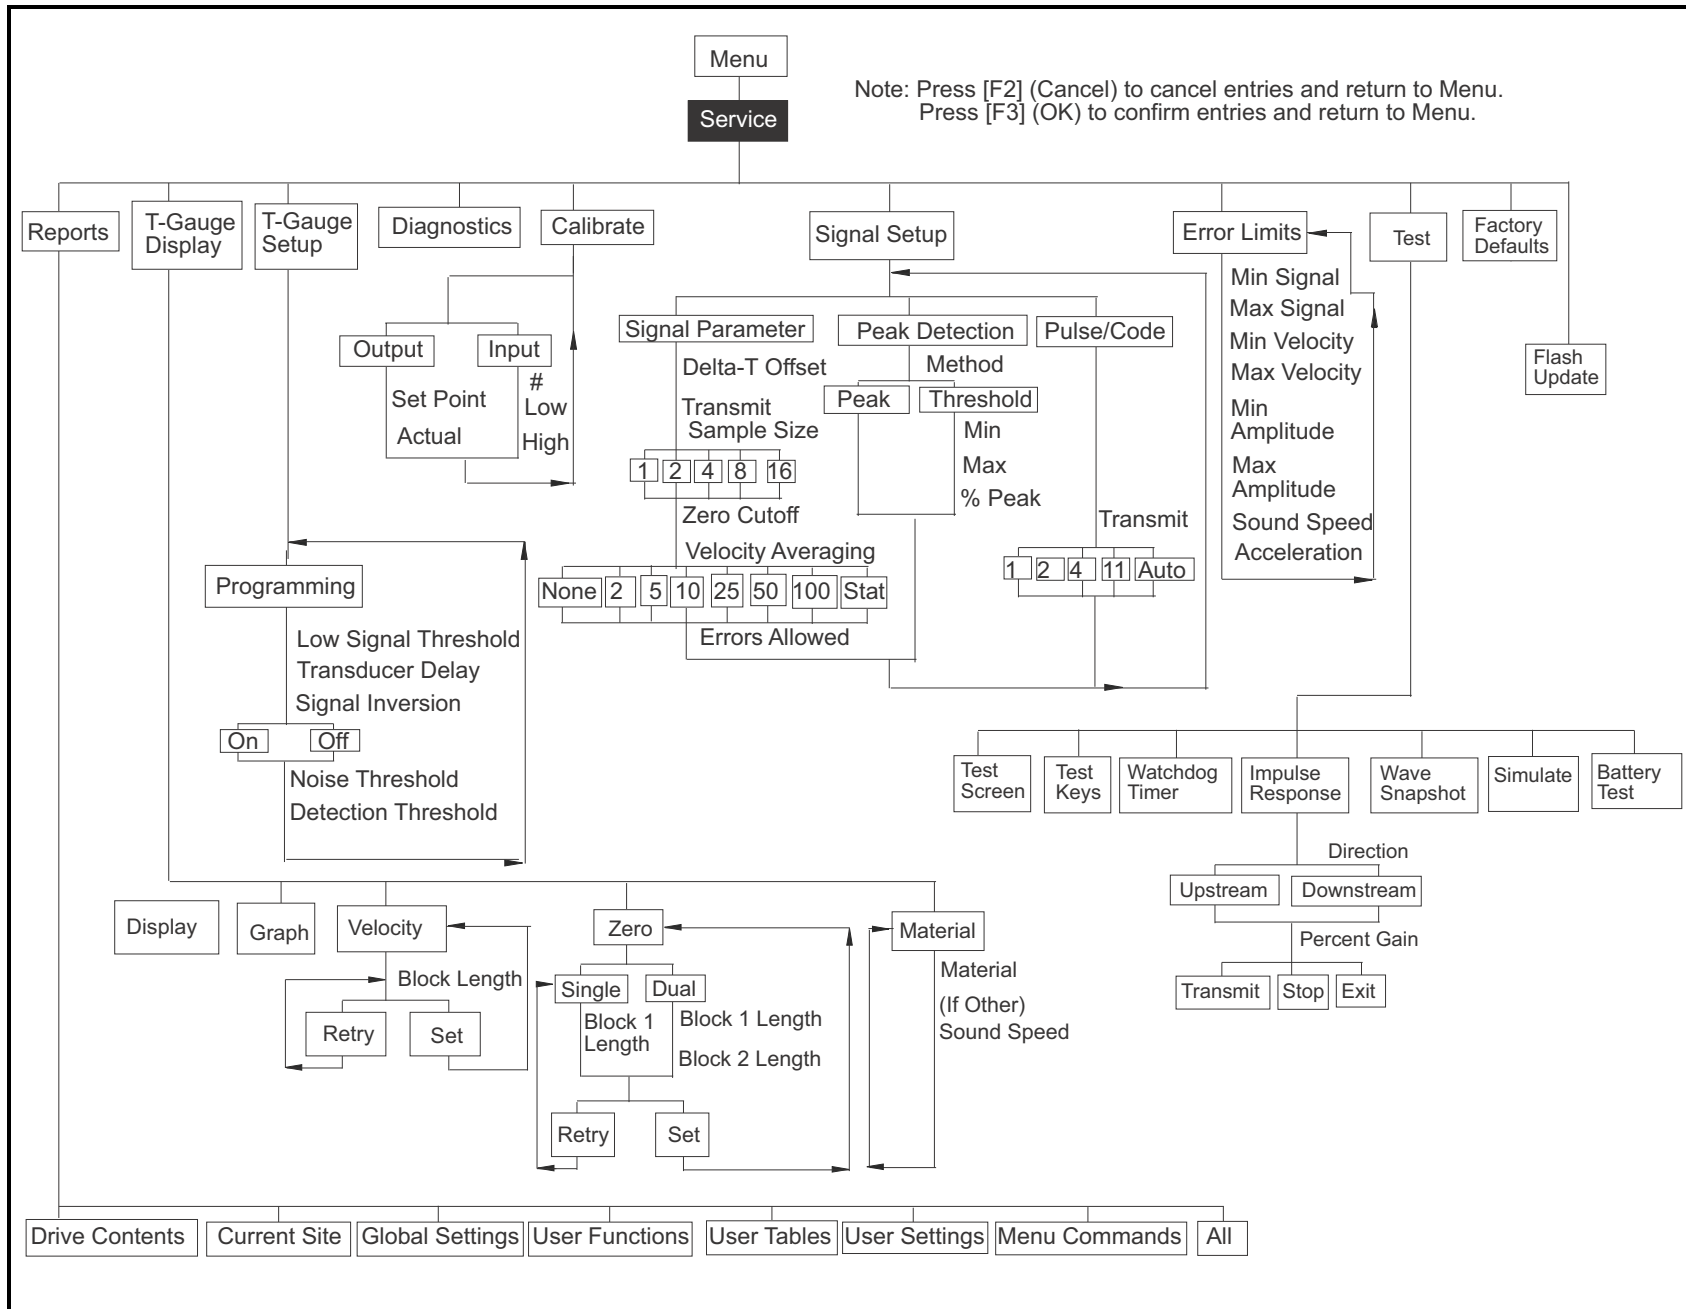 Menu
Note: Press [F2] (Cancel) to cancel entries and return to Menu.
Press [F3] (OK) to confirm entries and return to Menu.
Service
Reports
T-Gauge
Display
T-Gauge
Setup
Diagnostics
Calibrate
Signal Setup
Error Limits
Test
Factory
Defaults
Flash
Update
Output
Input
Set Point
Actual
#
Low
High
Signal Parameter
Delta-T Offset
Transmit
Sample Size
1 2 4 8 16
Zero Cutoff
Velocity Averaging
None 2 5 10 25 50 100 Stat
Errors Allowed
Peak Detection
Method
Peak
Threshold
Min
Max
% Peak
Pulse/Code
Transmit
1 2 4 11 Auto
Min Signal
Max Signal
Min Velocity
Max Velocity
Min
Amplitude
Max
Amplitude
Sound Speed
Acceleration
Programming
Low Signal Threshold
Transducer Delay
Signal Inversion
On
Off
Noise Threshold
Detection Threshold
Test
Screen
Test
Keys
Watchdog
Timer
Impulse
Response
Wave
Snapshot
Simulate
Battery
Test
Direction
Upstream
Downstream
Percent Gain
Transmit
Stop
Exit
Display
Graph
Velocity
Block Length
Retry
Set
Zero
Single
Dual
Block 1
Length
Block 1 Length
Block 2 Length
Retry
Set
Material
Material
(If Other)
Sound Speed
Drive Contents
Current Site
Global Settings
User Functions
User Tables
User Settings
Menu Commands
All